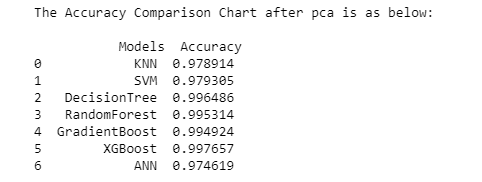 The Accuracy Comparison Chart after pca is as below:
Models Accuracy
0 KNN 0.978914
1 SVM 0.979305
2 DecisionTree 0.996486
3 RandomForest 0.995314
4 GradientBoost 0.994924
5 XGBoost 0.997657
6 ANN 0.974619